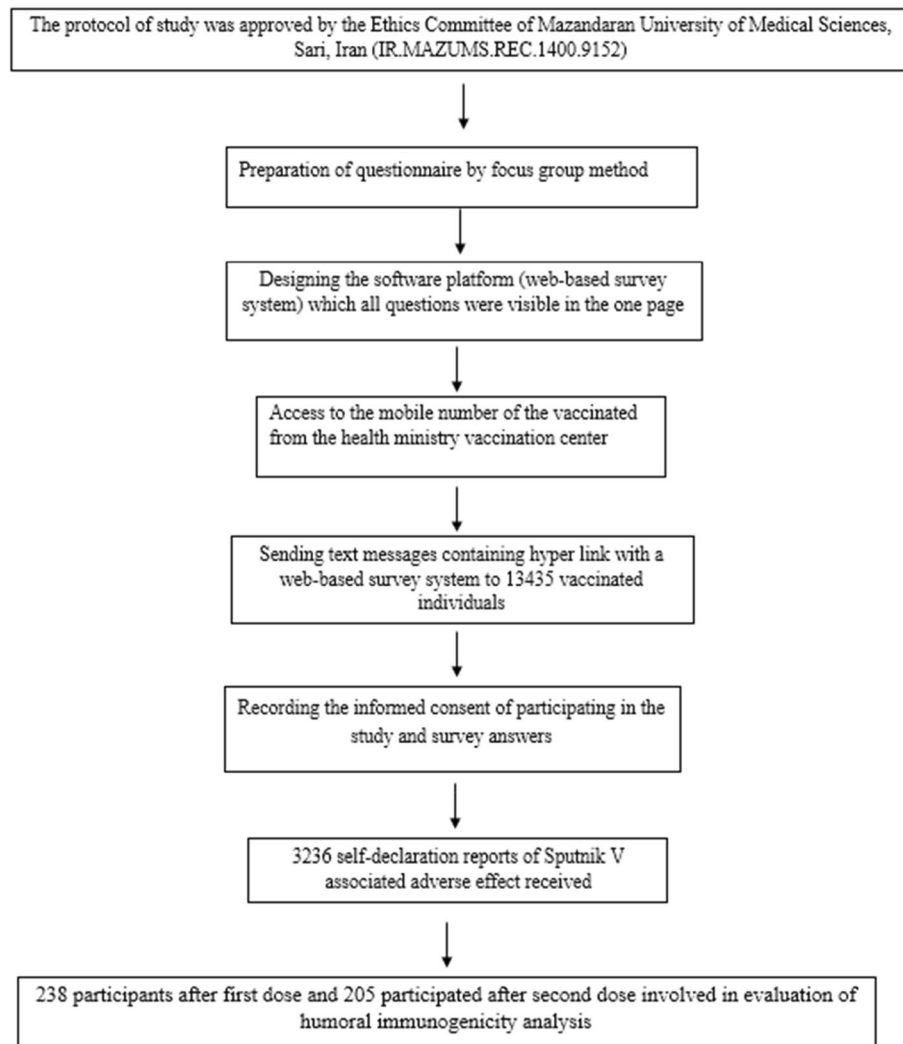 The protocol of study was approved by the Ethics Committee of Mazandaran University of Medical Sciences,
Sari, Iran (IR.MAZUMS.REC.1400.9152)
Preparation of questionnaire by focus group method
Designing the software platform (web-based survey
system) which all questions were visible in the one page
Access to the mobile number of the vaccinated
from the health ministry vaccination center
Sending text messages containing hyper link with a
web-based survey system to 13435 vaccinated
individuals
Recording the informed consent of participating in the
study and survey answers
3236 self-declaration reports of Sputnik V
associated adverse effect received
238 participants after first dose and 205 participated after second dose involved in evaluation of
humoral immunogenicity analysis